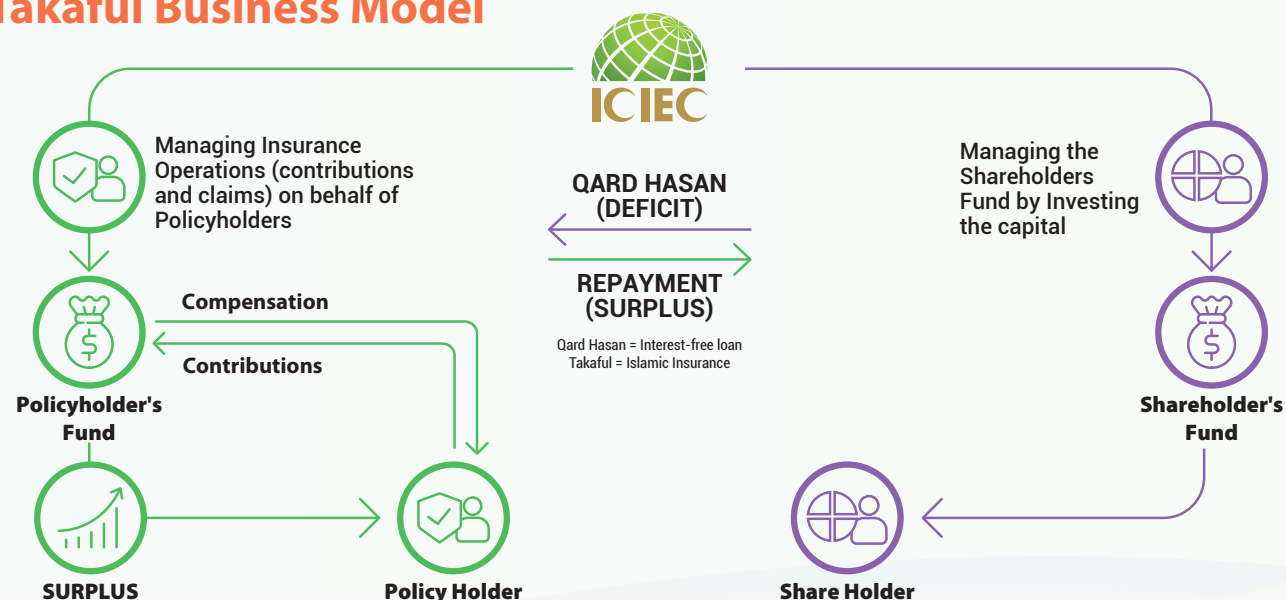 Takaful Business Model
ICIEC
Managing Insurance
Operations (contributions
and claims) on behalf of
Policyholders
QARD HASAN
(DEFICIT)
REPAYMENT
(SURPLUS)
Qard Hasan = Interest-free loan
Takaful = Islamic Insurance
Managing the
Shareholders
Fund by Investing
the capital
$
Compensation
Contributions
Policyholder's
Fund
$
Shareholder's
Fund
SURPLUS
Policy Holder
Share Holder